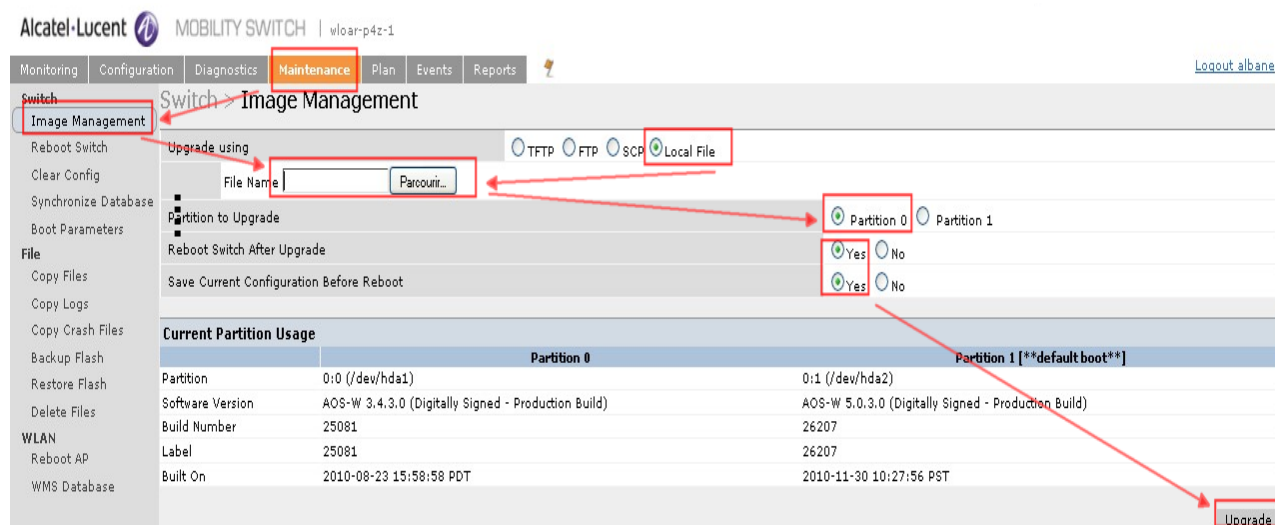 Alcatel·Lucent MOBILITY SWITCH | wloar-p4z-1
Monitoring Configuration Diagnostics Maintenance Plan Events Reports Logout albane
Switch
Switch > Image Management
Image Management
Reboot Switch
Upgrade using TFTP FTP SCP Local File
Clear Config
File Name Parcourir...
Synchronize Database
Partition to Upgrade Partition 0 Partition 1
Boot Parameters
File
Reboot Switch After Upgrade Yes No
Copy Files
Save Current Configuration Before Reboot Yes No
Copy Logs
Copy Crash Files
Current Partition Usage
Backup Flash
Partition 0 Partition 1 [**default boot**]
Restore Flash
Partition 0:0 (/dev/hda1) 0:1 (/dev/hda2)
Delete Files
Software Version AOS-W 3.4.3.0 (Digitally Signed - Production Build) AOS-W 5.0.3.0 (Digitally Signed - Production Build)
Build Number 25081 26207
WLAN
Label 25081 26207
Reboot AP
Built On 2010-08-23 15:58:58 PDT 2010-11-30 10:27:56 PST
WMS Database
Upgrade